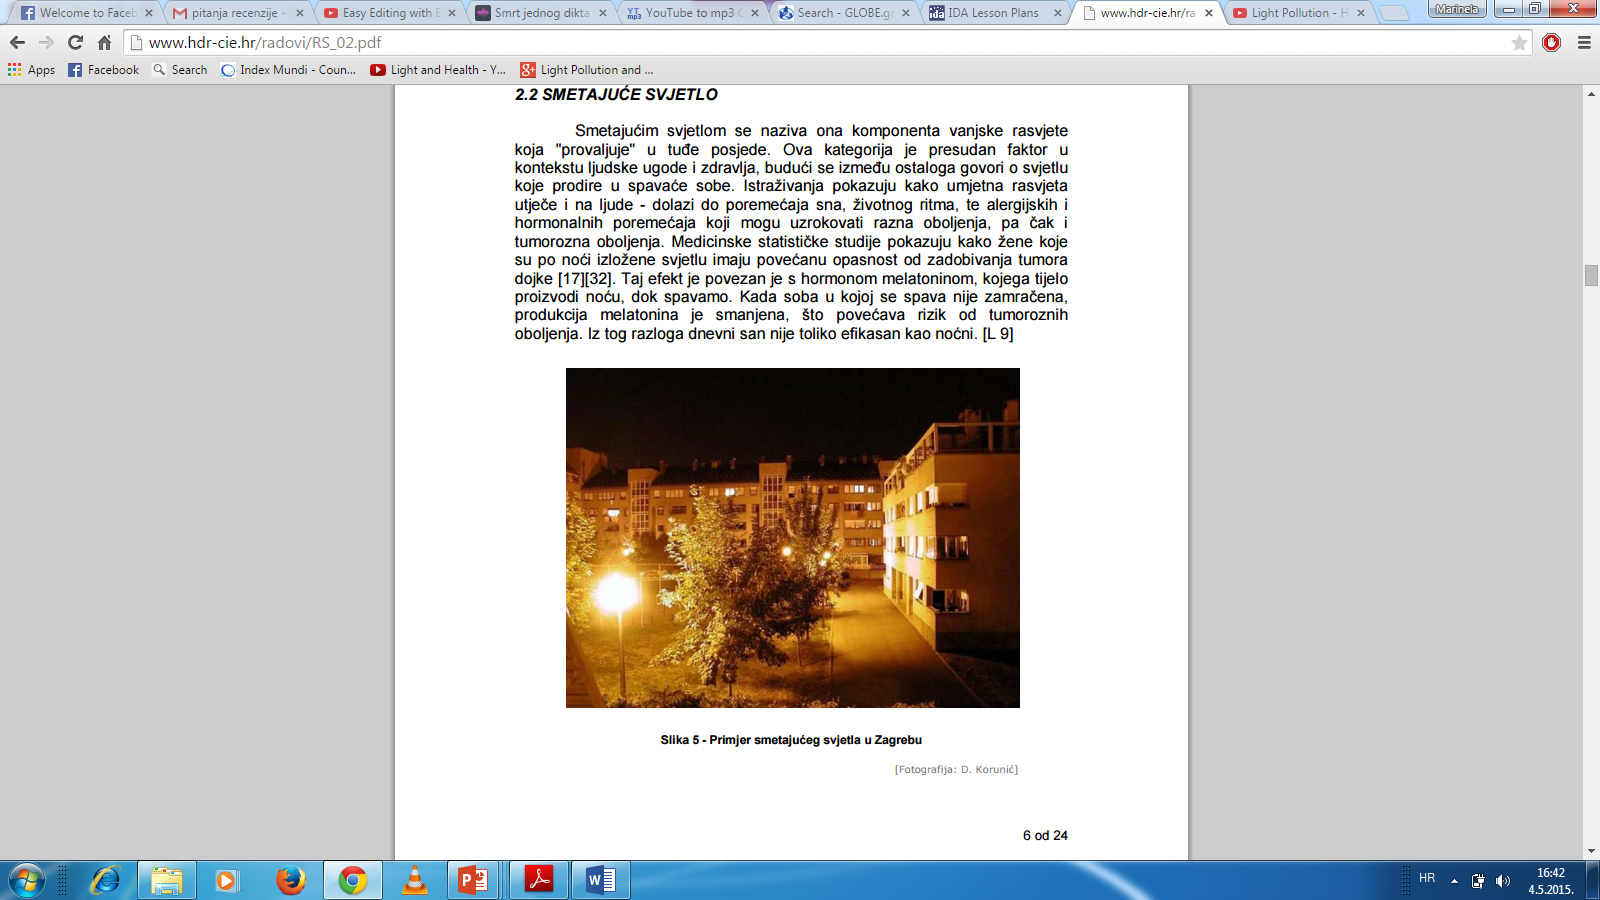 Welcome to Faceb
pitanja recenzije -
Easy Editing with E
Smrt jednog dikta
YouTube to mp3 C
Search - GLOBE.go
IDA Lesson Plans
www.hdr-cie.hr/ra
Light Pollution - H
Marinela
www.hdr-cie.hr/radovi/RS_02.pdf
Apps
Facebook
Search
Index Mundi - Coun...
Light and Health - Y...
Light Pollution and ...
2.2 SMETAJUĆE SVJETLO
Smetajućim svjetlom se naziva ona komponenta vanjske rasvjete
koja "provaljuje" u tuđe posjede. Ova kategorija je presudan faktor u
kontekstu ljudske ugode i zdravlja, budući se između ostaloga govori o svjetlu
koje prodire u spavaće sobe. Istraživanja pokazuju kako umjetna rasvjeta
utječe i na ljude - dolazi do poremećaja sna, životnog ritma, te alergijskih i
hormonalnih poremećaja koji mogu uzrokovati razna oboljenja, pa čak i
tumorozna oboljenja. Medicinske statističke studije pokazuju kako žene koje
su po noći izložene svjetlu imaju povećanu opasnost od zadobivanja tumora
dojke [17][32]. Taj efekt je povezan je s hormonom melatoninom, kojega tijelo
proizvodi noću, dok spavamo. Kada soba u kojoj se spava nije zamračena,
produkcija melatonina je smanjena, što povećava rizik od tumoroznih
oboljenja. Iz tog razloga dnevni san nije toliko efikasan kao noćni. [L 9]
Slika 5 - Primjer smetajućeg svjetla u Zagrebu
[Fotografija: D. Korunić]
6 od 24
HR
16:42
4.5.2015.